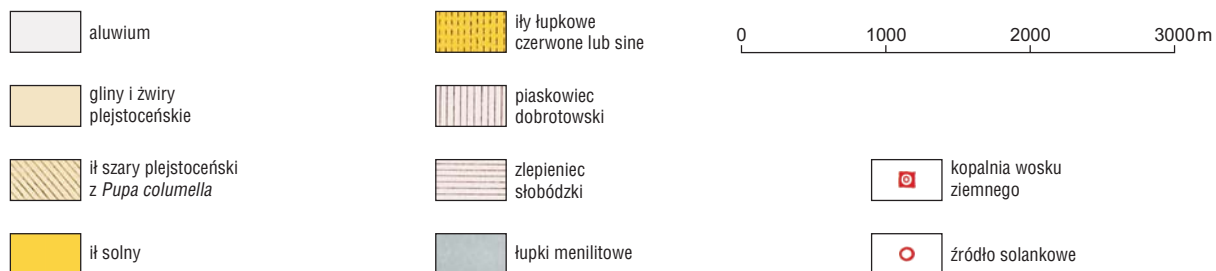 aluwium
gliny i żwiry
plejstoceńskie
ił szary plejstoceński
z Pupa columella
ił solny
iły łupkowe
czerwone lub sine
piaskowiec
dobrotowski
zlepieniec
słobódzki
łupki menilitowe
0 1000 2000 3000 m
kopalnia wosku
ziemnego
źródło solankowe